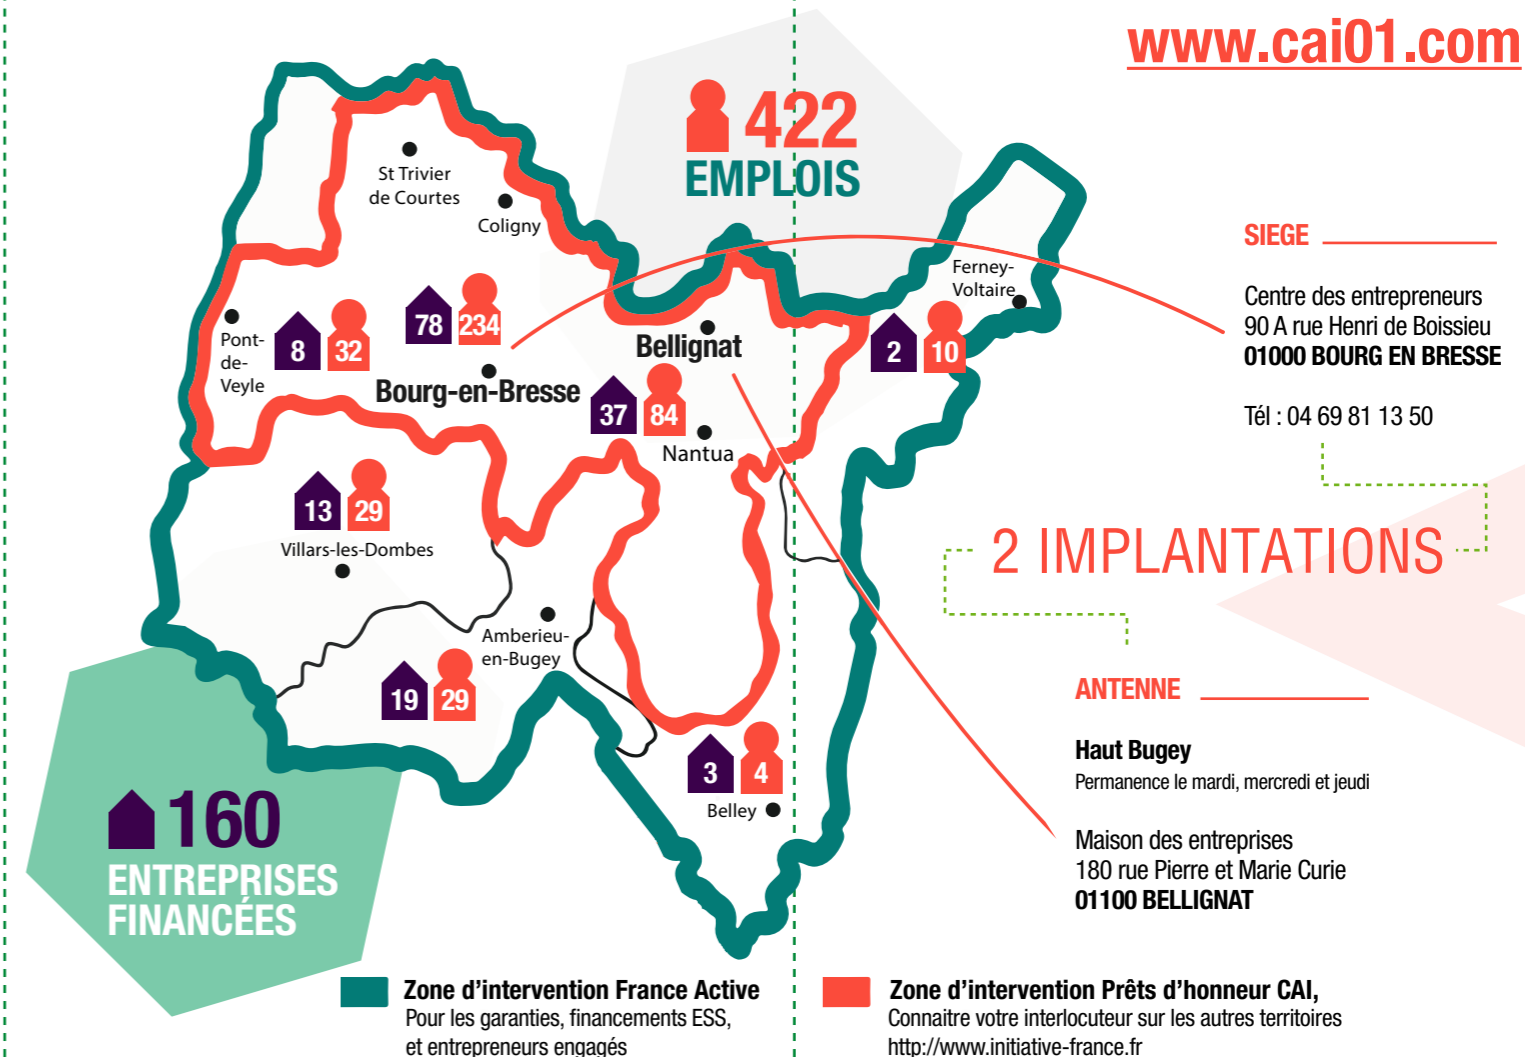 www.cai01.com
422
EMPLOIS
St Trivier
de Courtes
Coligny
Ferney-
Voltaire
Pont-
de-
Veyle
8
32
78
234
Bourg-en-Bresse
Bellignat
37
84
Nantua
2
10
13
29
Villars-les-Dombes
Amberieu-
en-Bugey
19
29
3
4
Belley
160
ENTREPRISES
FINANCÉES
SIEGE
Centre des entrepreneurs
90 A rue Henri de Boissieu
01000 BOURG EN BRESSE
Tél : 04 69 81 13 50
2 IMPLANTATIONS
ANTENNE
Haut Bugey
Permanence le mardi, mercredi et jeudi
Maison des entreprises
180 rue Pierre et Marie Curie
01100 BELLIGNAT
Zone d'intervention France Active
Pour les garanties, financements ESS,
et entrepreneurs engagés
Zone d'intervention Prêts d'honneur CAI,
Connaitre votre interlocuteur sur les autres territoires
http://www.initiative-france.fr